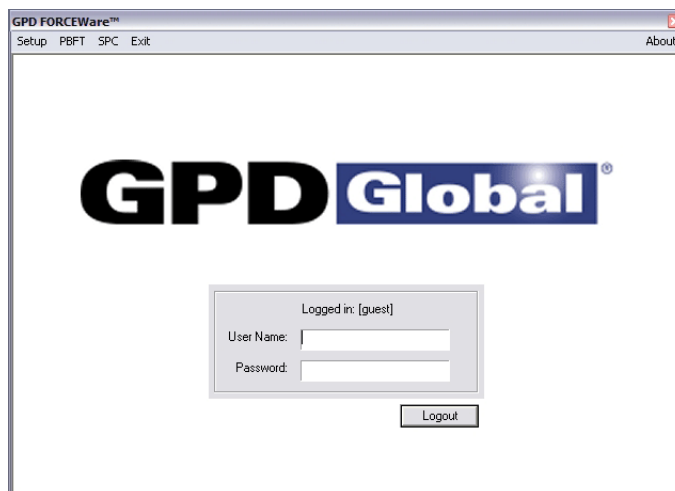 GPD FORCEWare™
Setup PBFT SPC Exit About
GPD Global®
Logged in: [guest]
User Name:
Password:
Logout